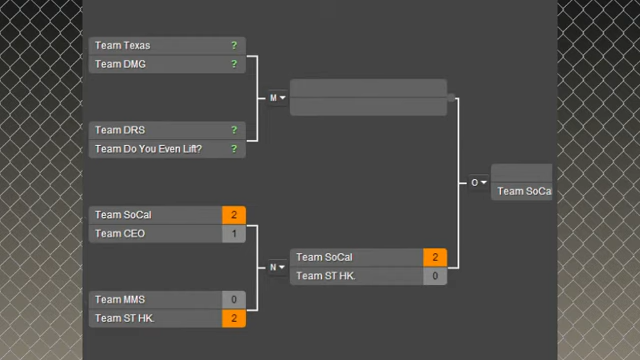 Team Texas ?
Team DMG ?
M
Team DRS ?
Team Do You Even Lift? ?
O
Team SoCal
Team SoCal 2
Team CEO 1
N
Team SoCal 2
Team ST HK. 0
Team MMS 0
Team ST HK. 2